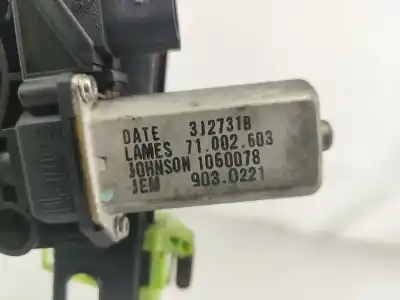 DATE 3J2731B
LAMES 71.002.603
JOHNSON 1060078
JEM 903.0221